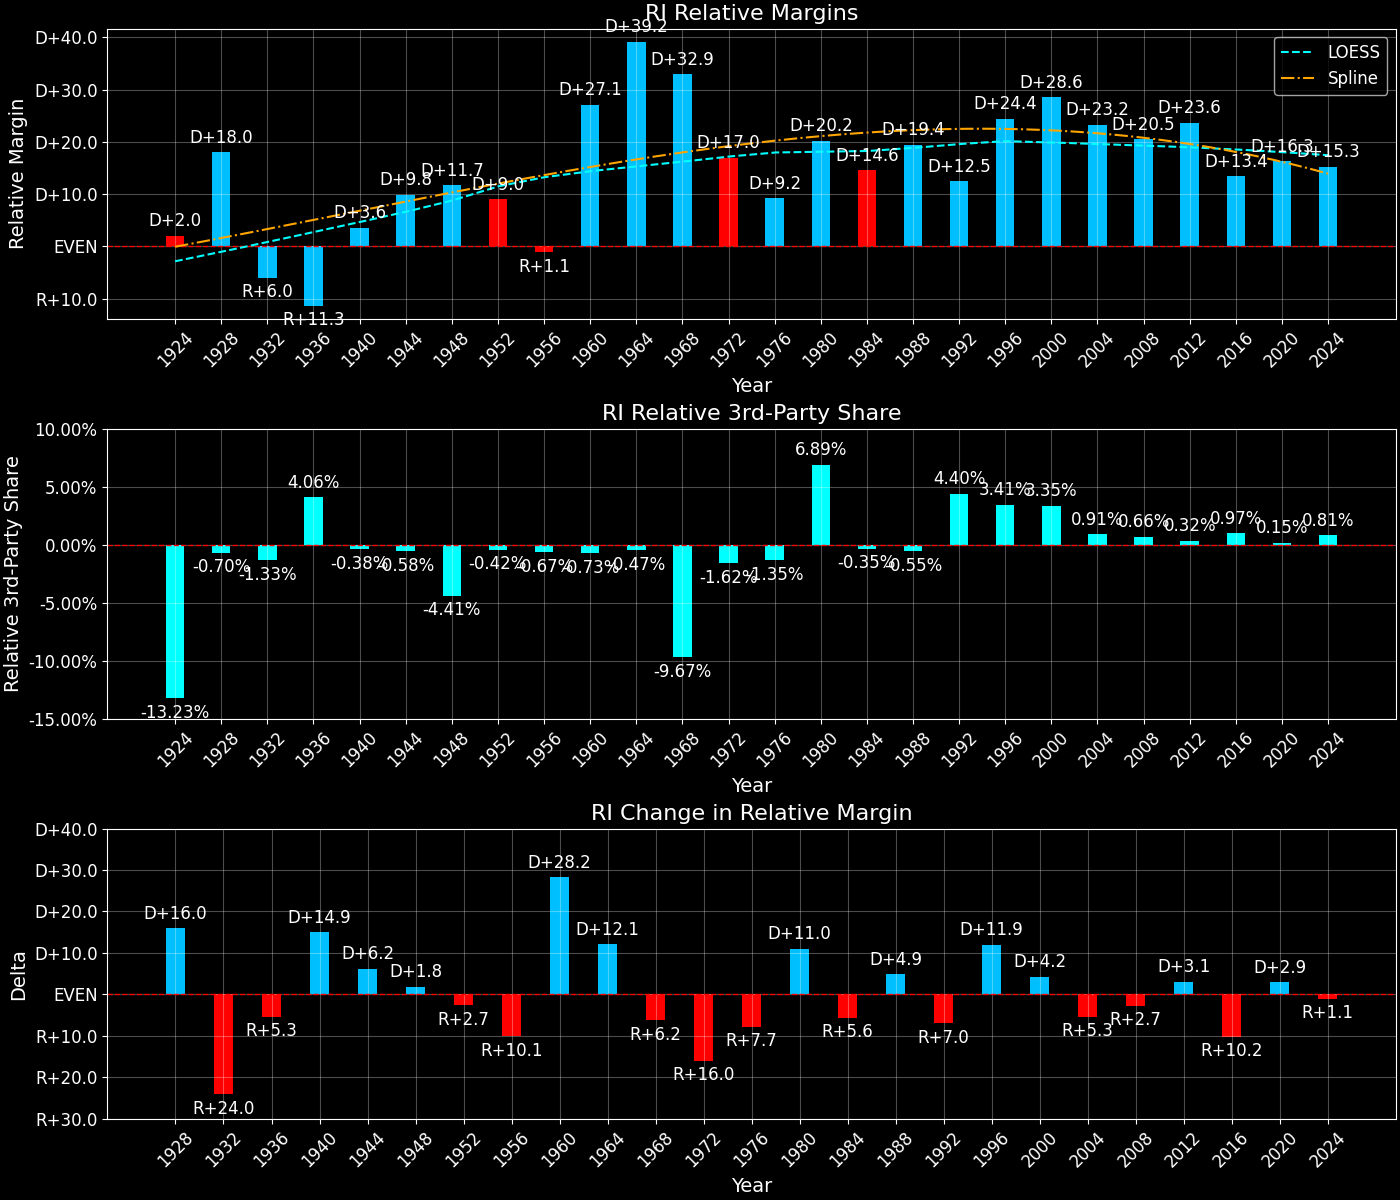 RI Relative Margins
Relative Margin
D+40.0
D+30.0
D+20.0
D+10.0
EVEN
R+10.0
D+2.0
D+18.0
R+6.0
R+11.3
D+3.6
D+9.8
D+11.7
D+9.0
R+1.1
D+27.1
D+39.2
D+32.9
D+17.0
D+9.2
D+20.2
D+14.6
D+19.4
D+12.5
D+24.4
D+28.6
D+23.2
D+20.5
D+23.6
D+13.4
D+16.3
D+15.3
LOESS
Spline
1924 1928 1932 1936 1940 1944 1948 1952 1956 1960 1964 1968 1972 1976 1980 1984 1988 1992 1996 2000 2004 2008 2012 2016 2020 2024
Year
RI Relative 3rd-Party Share
Relative 3rd-Party Share
10.00%
5.00%
0.00%
-5.00%
-10.00%
-15.00%
-13.23%
-0.70%
-1.33%
4.06%
-0.38%
-0.58%
-4.41%
-0.42%
-0.67%
-0.73%
-0.47%
-9.67%
-1.62%
-1.35%
6.89%
-0.35%
-0.55%
4.40%
3.41%
3.35%
0.91%
0.66%
0.32%
0.97%
0.15%
0.81%
1924 1928 1932 1936 1940 1944 1948 1952 1956 1960 1964 1968 1972 1976 1980 1984 1988 1992 1996 2000 2004 2008 2012 2016 2020 2024
Year
RI Change in Relative Margin
Delta
D+40.0
D+30.0
D+20.0
D+10.0
EVEN
R+10.0
R+20.0
R+30.0
D+16.0
R+24.0
R+5.3
D+14.9
D+6.2
D+1.8
R+2.7
R+10.1
D+28.2
D+12.1
R+6.2
R+16.0
R+7.7
D+11.0
R+5.6
D+4.9
R+7.0
D+11.9
D+4.2
R+5.3
R+2.7
D+3.1
R+10.2
D+2.9
R+1.1
1928 1932 1936 1940 1944 1948 1952 1956 1960 1964 1968 1972 1976 1980 1984 1988 1992 1996 2000 2004 2008 2012 2016 2020 2024
Year